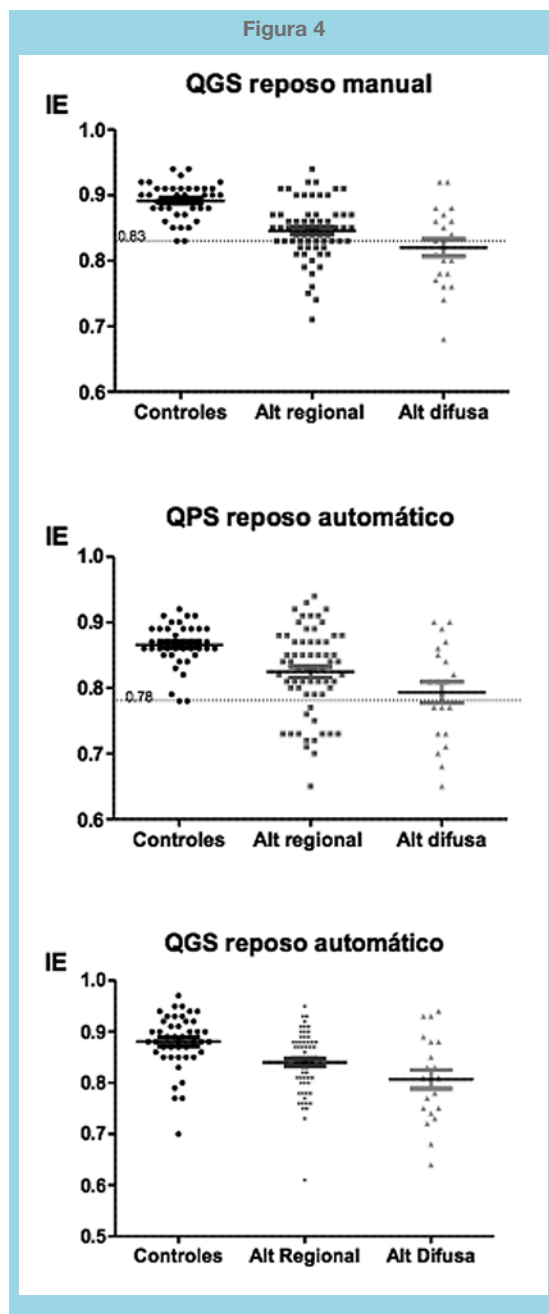 Figura 4
QGS reposo manual
IE
1.0
0.9
0.83
0.8
0.7
0.6
Controles Alt regional Alt difusa
QPS reposo automático
IE
1.0
0.9
0.8
0.78
0.7
0.6
Controles Alt regional Alt difusa
QGS reposo automático
IE
1.0
0.9
0.8
0.7
0.6
0.5
Controles Alt Regional Alt Difusa